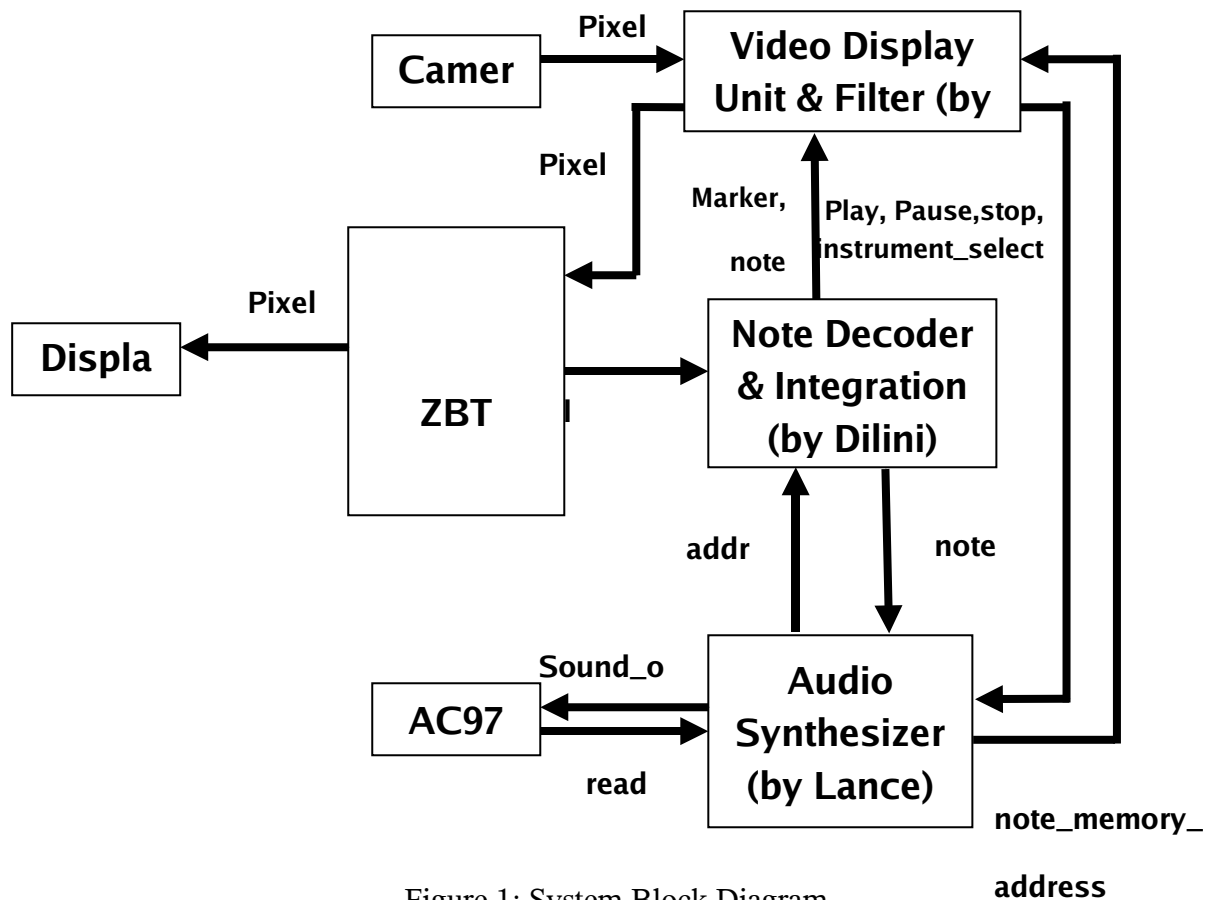 Pixel
Camer
Video Display
Unit & Filter (by
Pixel
Marker,
note
Play, Pause,stop,
instrument_select
Pixel
Displa
ZBT
l
Note Decoder
& Integration
(by Dilini)
addr
note
Sound_o
AC97
read
Audio
Synthesizer
(by Lance)
note_memory_
address
Figure 1: System Block Diagram